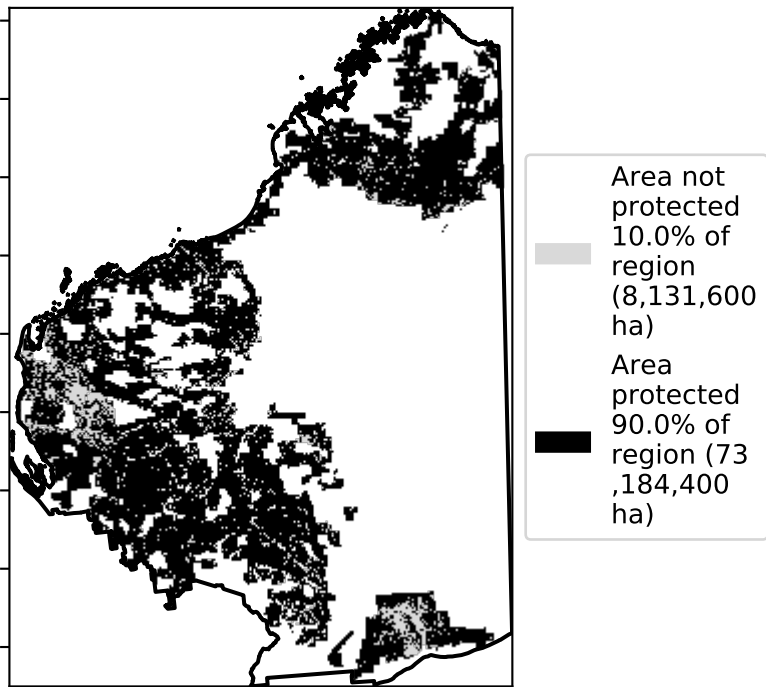 Area not
protected
10.0% of
region
(8,131,600
ha)
Area
protected
90.0% of
region (73
,184,400
ha)